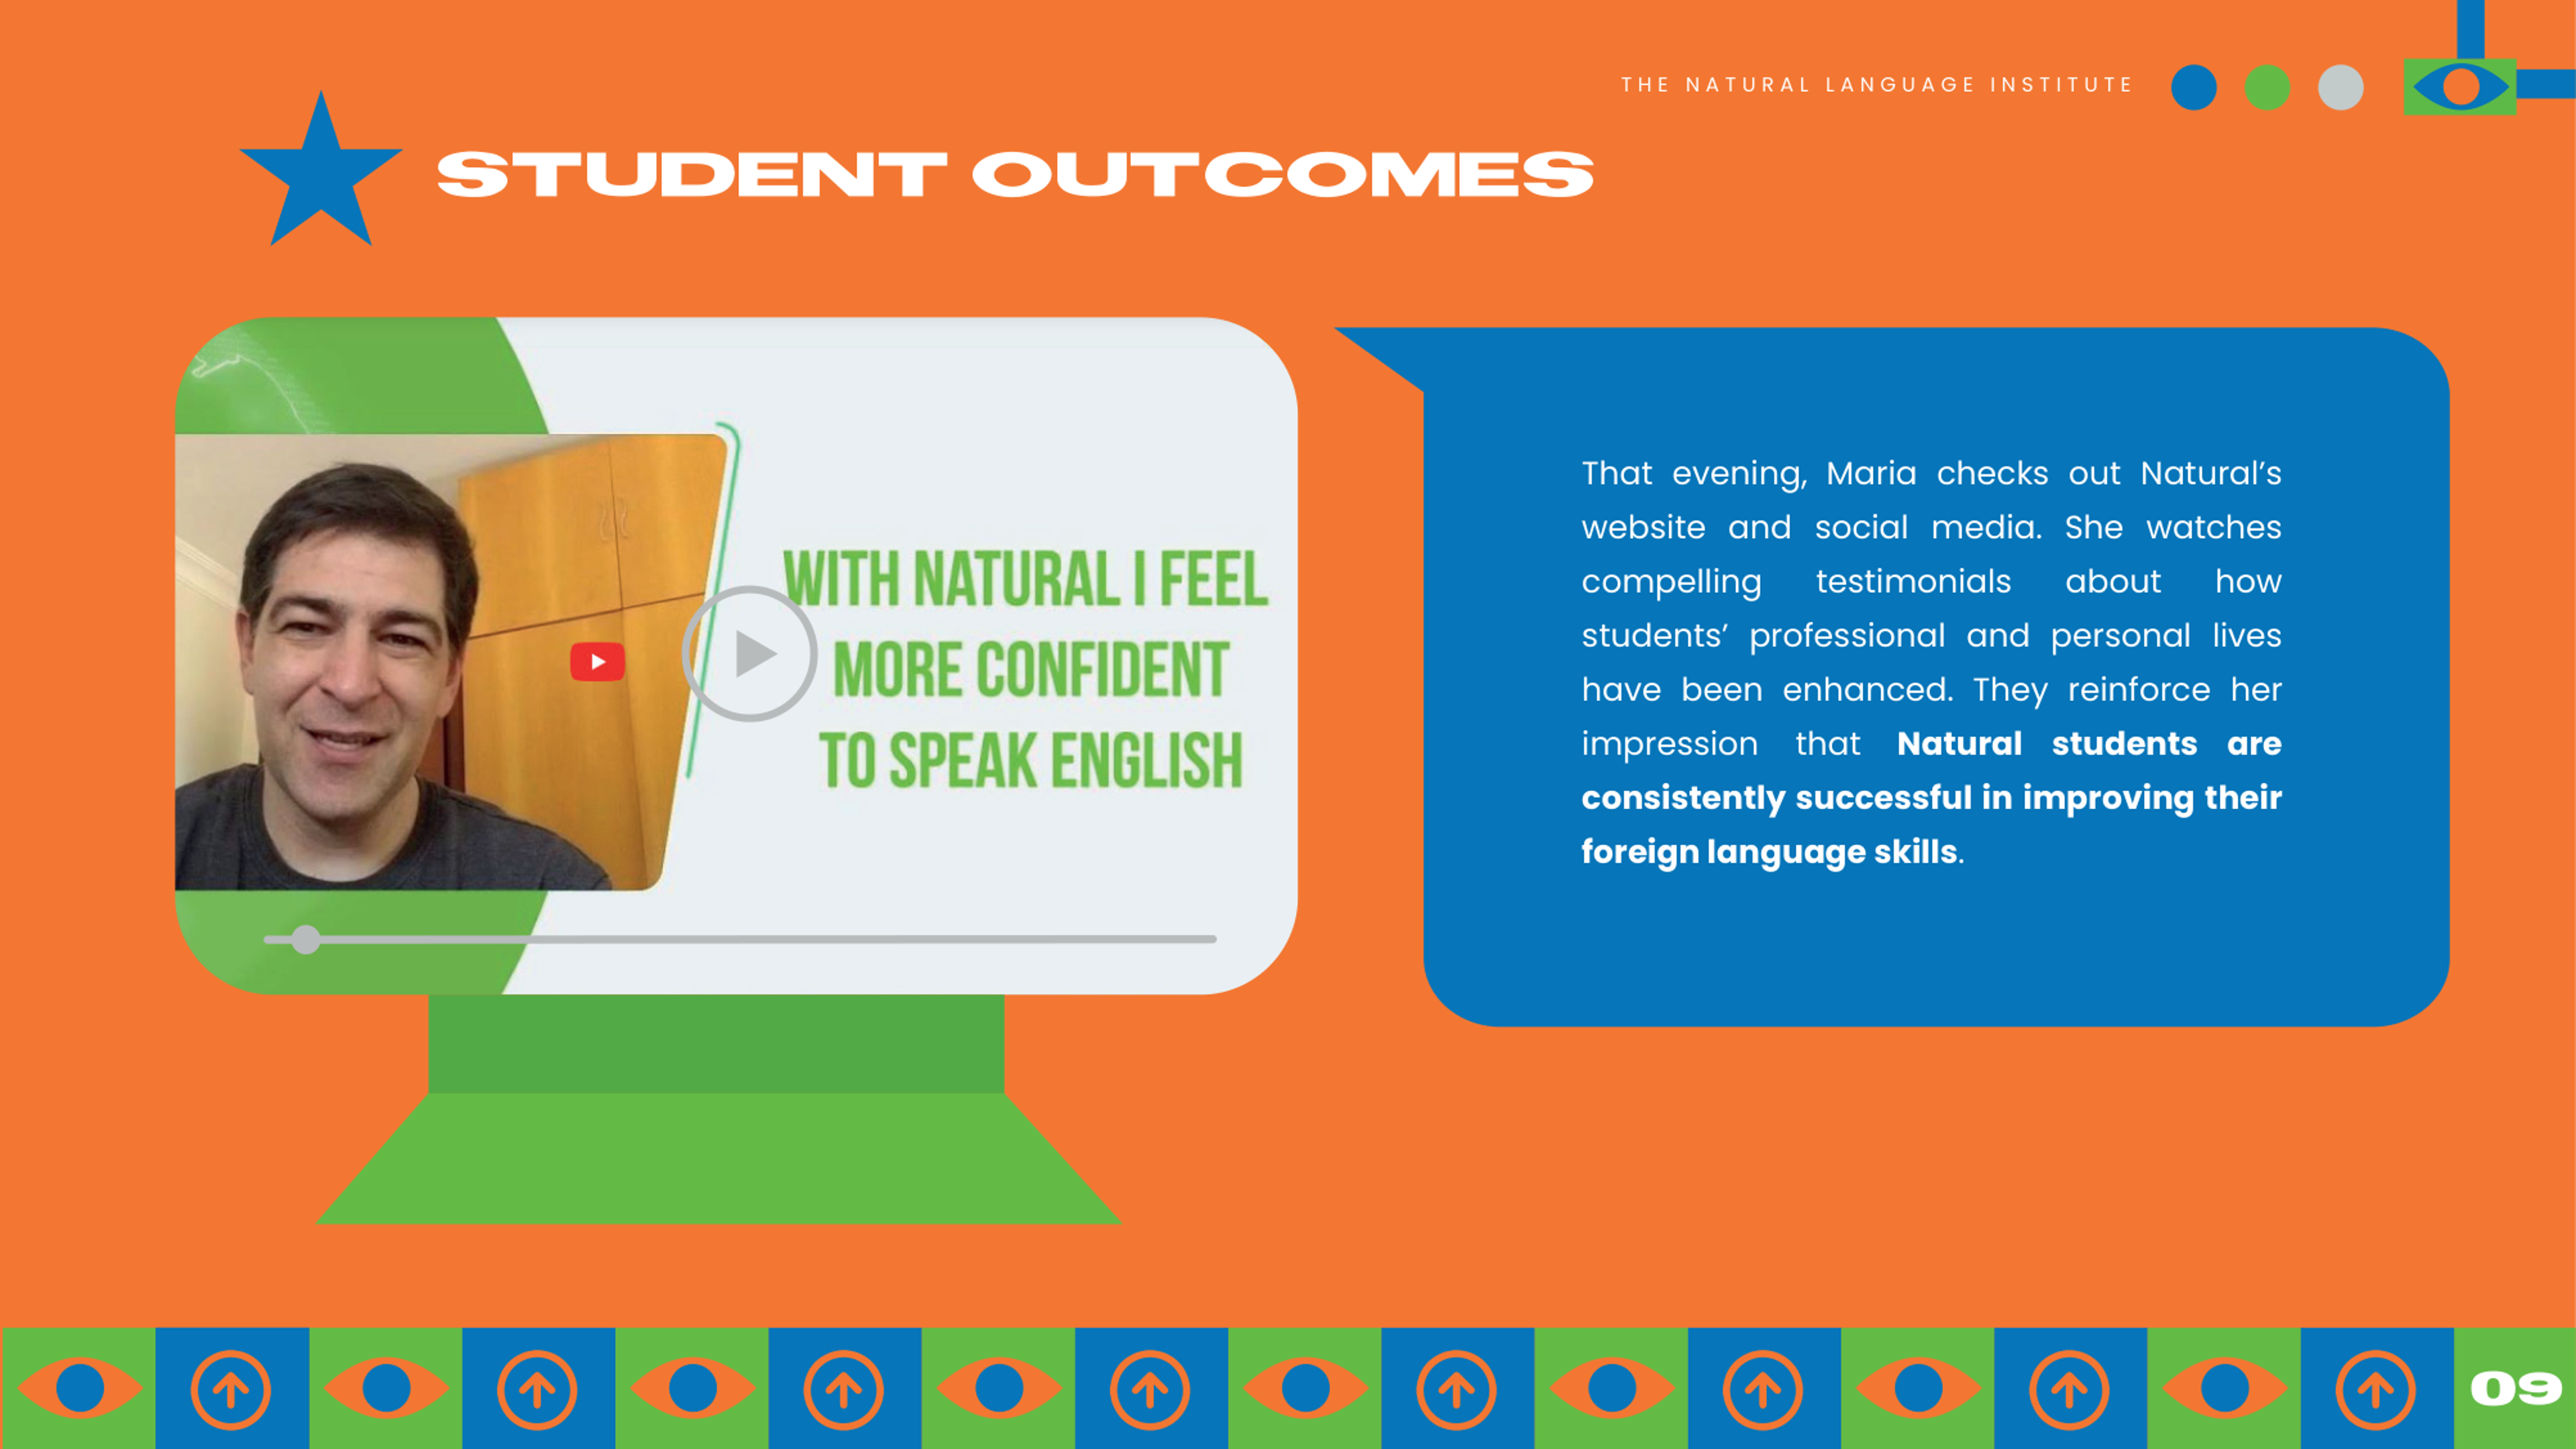 THE NATURAL LANGUAGE INSTITUTE
STUDENT OUTCOMES
WITH NATURAL I FEEL
MORE CONFIDENT
TO SPEAK ENGLISH
That evening, Maria checks out Natural’s
website and social media. She watches
compelling testimonials about how
students’ professional and personal lives
have been enhanced. They reinforce her
impression that Natural students are
consistently successful in improving their
foreign language skills.
09